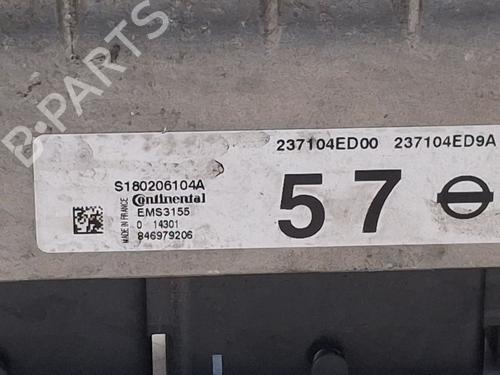 B-PARTS
237104ED00 237104ED9A
S180206104A
Continental
EMS3155
0 14301
846979206
MADE IN FRANCE
57